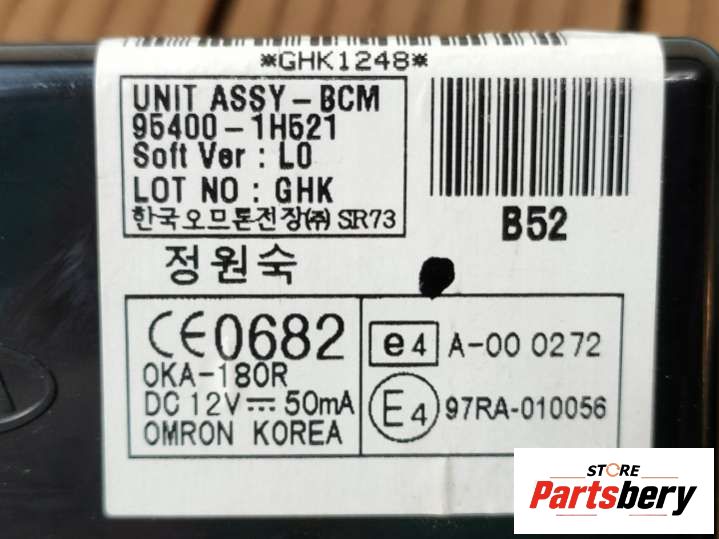 *GHK1248*
UNIT ASSY-BCM
95400-1H521
Soft Ver : L0
LOT NO : GHK
한국오므론전장㈜ SR73
B52
정원숙
CE0682
OKA-180R
DC 12V⎓50mA
OMRON KOREA
e4 A-00 0272
E4 97RA-010056
STORE
Partsbery